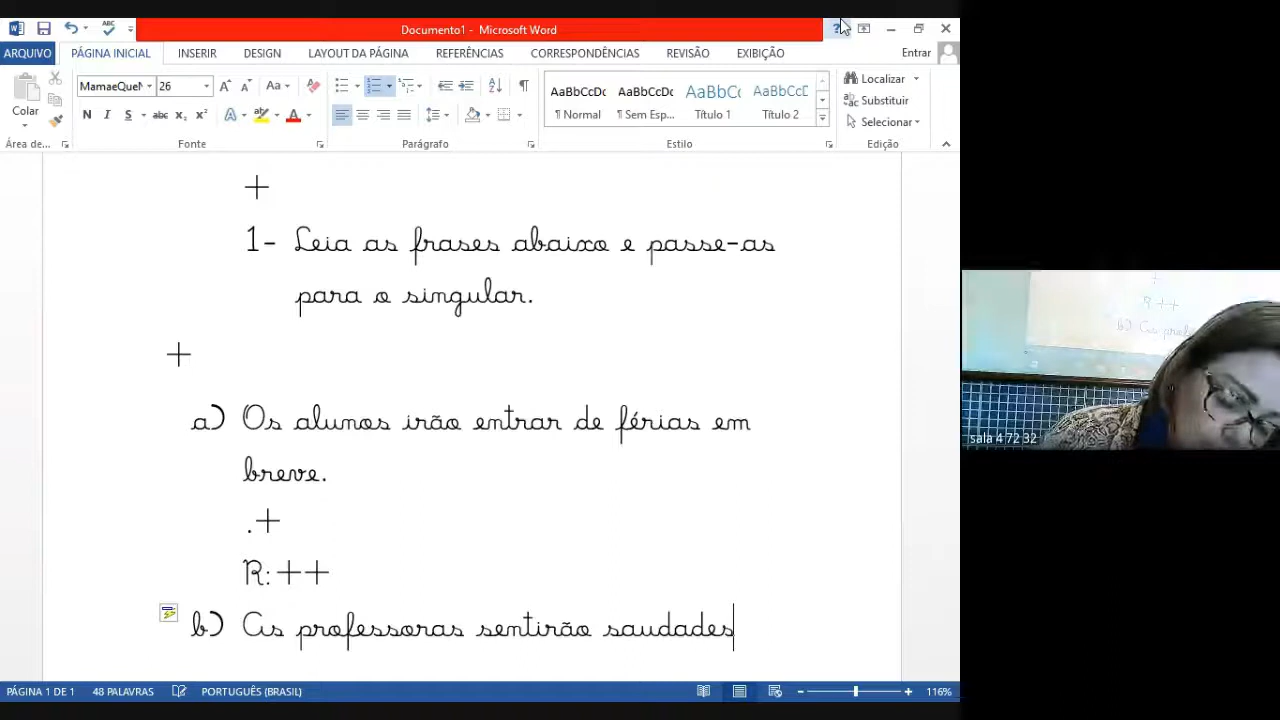 Documento1 - Microsoft Word
ARQUIVO PÁGINA INICIAL INSERIR DESIGN LAYOUT DA PÁGINA REFERÊNCIAS CORRESPONDÊNCIAS REVISÃO EXIBIÇÃO Entrar
MamaeQueN 26
Colar
AaBbCcDc AaBbCcDc AaBbC AaBbCcD
¶ Normal ¶ Sem Esp... Título 1 Título 2
Localizar
Substituir
Selecionar
Área de... Fonte Parágrafo Estilo Edição
+
1- Leia as frases abaixo e passe-as
para o singular.
+
a) Os alunos irão entrar de férias em
breve.
.+
R: ++
b) As professoras sentirão saudades
sala 4 72 32
PÁGINA 1 DE 1 48 PALAVRAS PORTUGUÊS (BRASIL) 116%